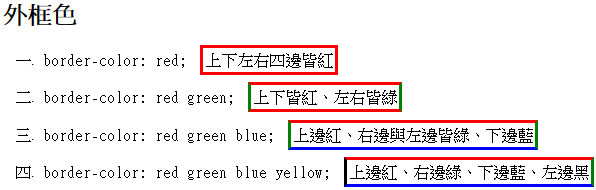 外框色
一. border-color: red; 上下左右四邊皆紅
二. border-color: red green; 上下皆紅、左右皆綠
三. border-color: red green blue; 上邊紅、右邊與左邊皆綠、下邊藍
四. border-color: red green blue yellow; 上邊紅、右邊綠、下邊藍、左邊黑